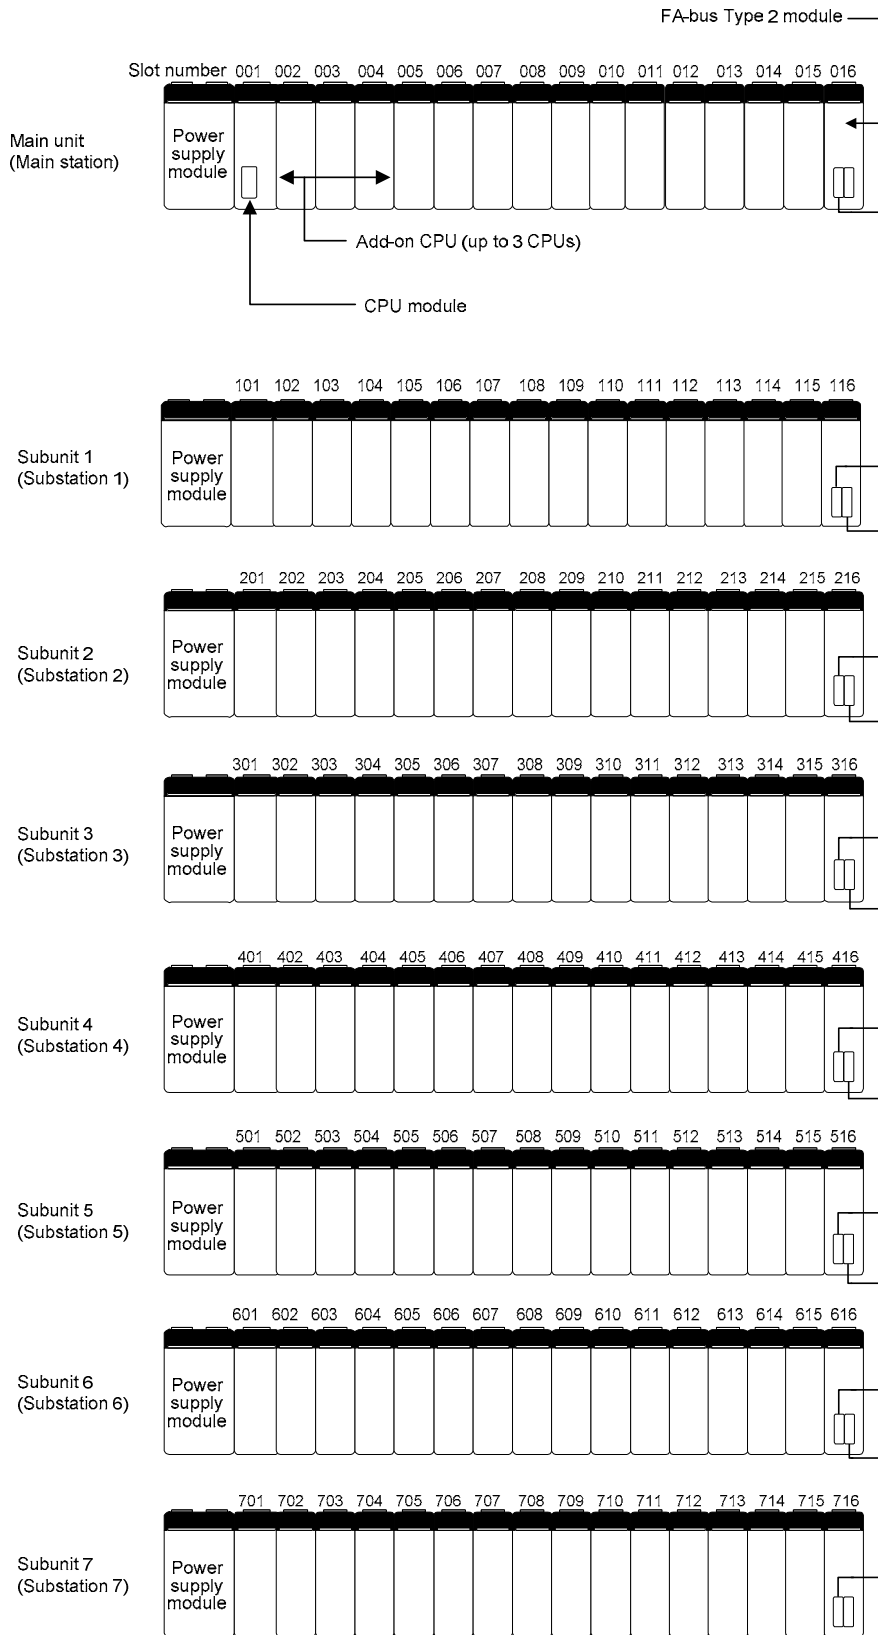 FA-bus Type 2 module
Slot number 001 002 003 004 005 006 007 008 009 010 011 012 013 014 015 016
Main unit
(Main station)
Power
supply
module
Add-on CPU (up to 3 CPUs)
CPU module
101 102 103 104 105 106 107 108 109 110 111 112 113 114 115 116
Subunit 1
(Substation 1)
Power
supply
module
201 202 203 204 205 206 207 208 209 210 211 212 213 214 215 216
Subunit 2
(Substation 2)
Power
supply
module
301 302 303 304 305 306 307 308 309 310 311 312 313 314 315 316
Subunit 3
(Substation 3)
Power
supply
module
401 402 403 404 405 406 407 408 409 410 411 412 413 414 415 416
Subunit 4
(Substation 4)
Power
supply
module
501 502 503 504 505 506 507 508 509 510 511 512 513 514 515 516
Subunit 5
(Substation 5)
Power
supply
module
601 602 603 604 605 606 607 608 609 610 611 612 613 614 615 616
Subunit 6
(Substation 6)
Power
supply
module
701 702 703 704 705 706 707 708 709 710 711 712 713 714 715 716
Subunit 7
(Substation 7)
Power
supply
module